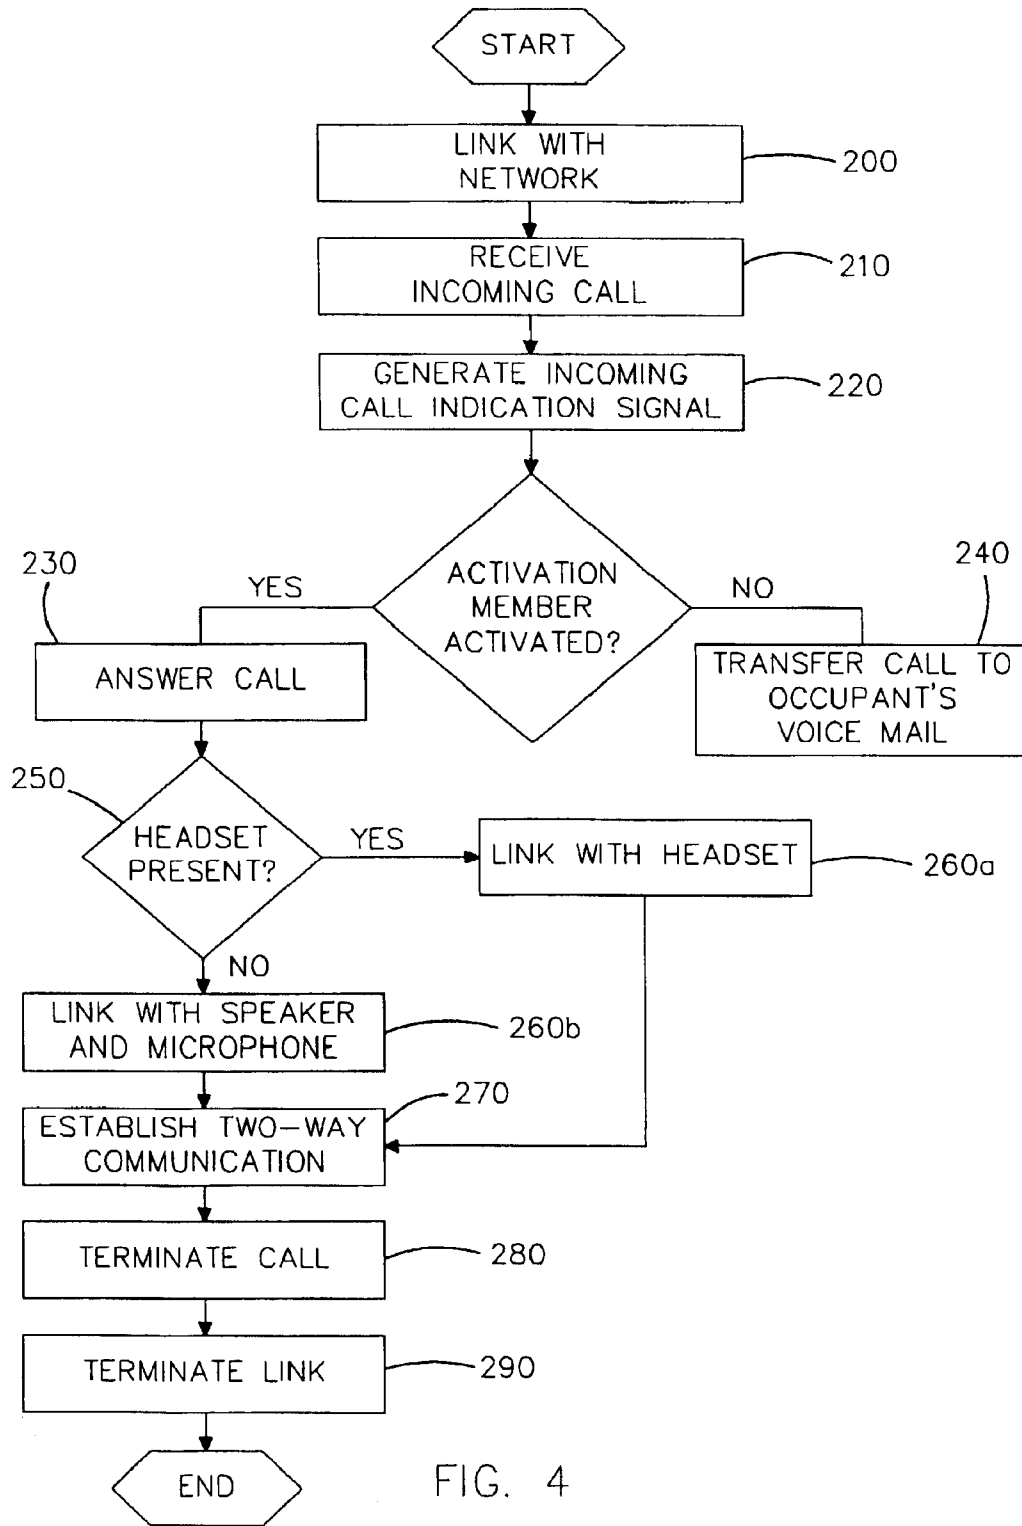 START
LINK WITH
NETWORK
200
RECEIVE
INCOMING CALL
210
GENERATE INCOMING
CALL INDICATION SIGNAL
220
ACTIVATION
MEMBER
ACTIVATED?
YES
NO
230
240
ANSWER CALL
TRANSFER CALL TO
OCCUPANT'S
VOICE MAIL
250
HEADSET
PRESENT?
YES
LINK WITH HEADSET
260a
NO
LINK WITH SPEAKER
AND MICROPHONE
260b
ESTABLISH TWO-WAY
COMMUNICATION
270
TERMINATE CALL
280
TERMINATE LINK
290
END
FIG. 4